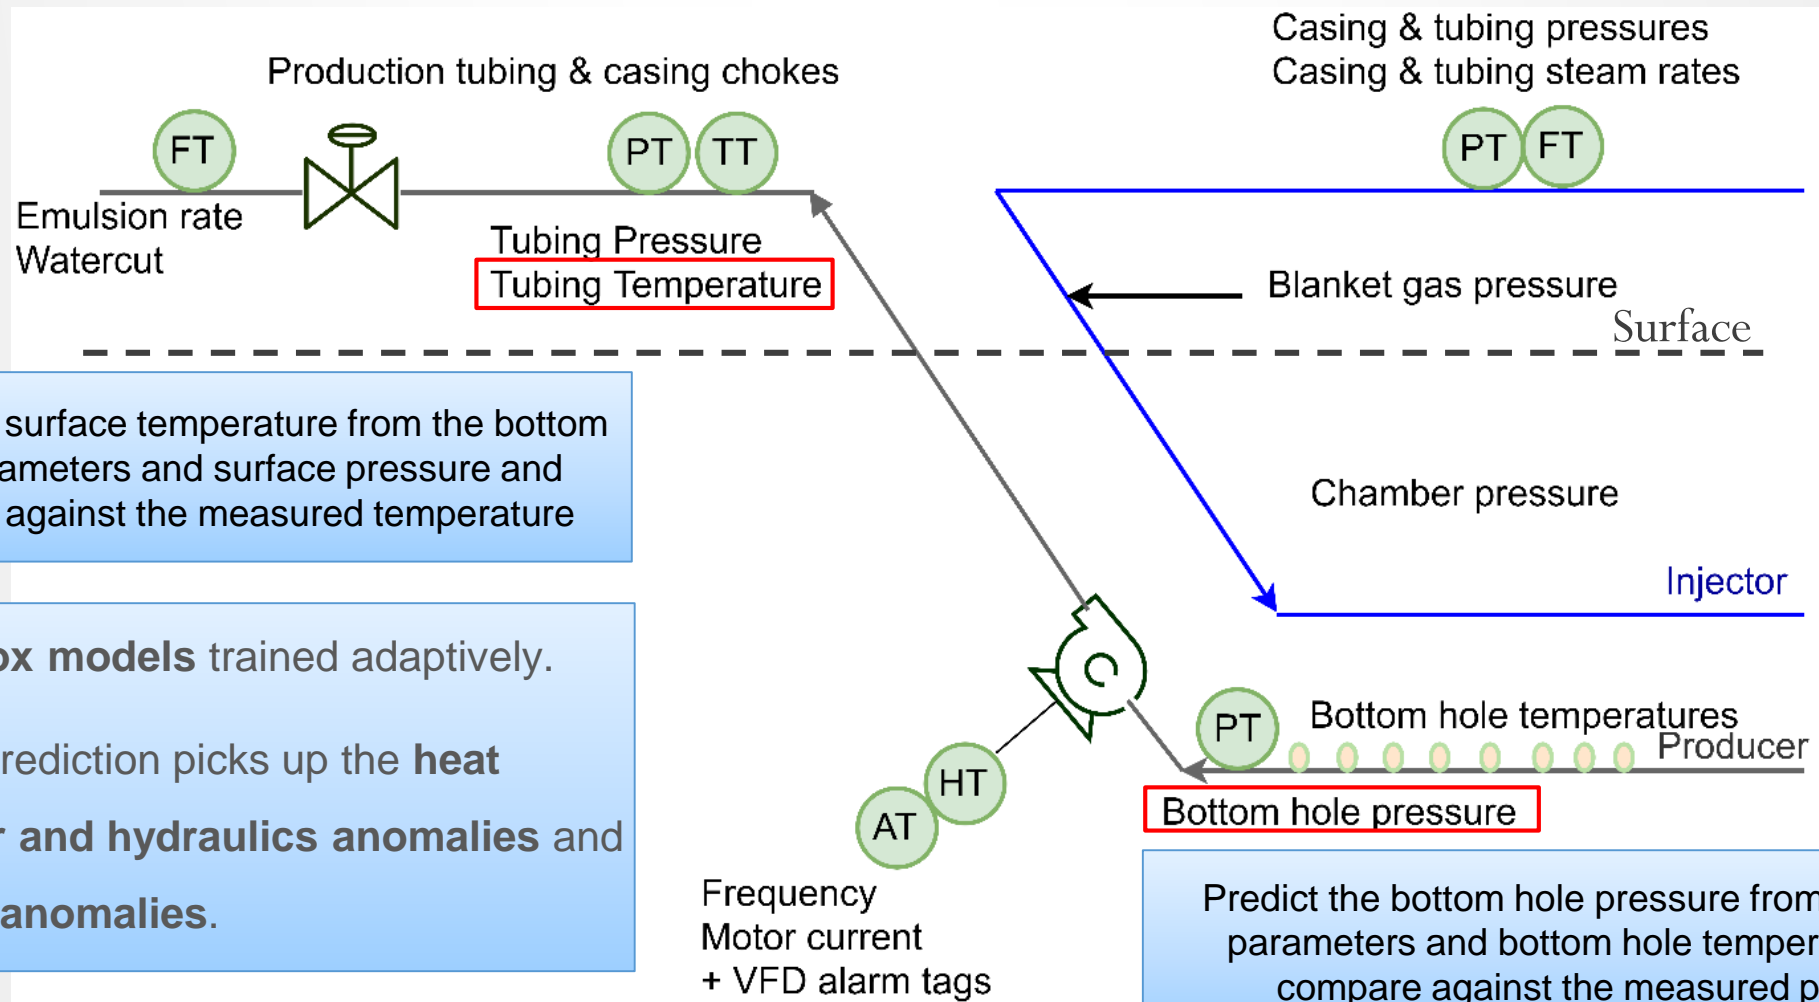 Casing & tubing pressures
Casing & tubing steam rates
Production tubing & casing chokes
FT
PT
TT
PT
FT
Emulsion rate
Watercut
Tubing Pressure
Tubing Temperature
Blanket gas pressure
Surface
surface temperature from the bottom
ameters and surface pressure and
against the measured temperature
Chamber pressure
Injector
ox models trained adaptively.
rediction picks up the heat
r and hydraulics anomalies and
anomalies.
PT
Bottom hole temperatures
Producer
HT
AT
Bottom hole pressure
Frequency
Motor current
+ VFD alarm tags
Predict the bottom hole pressure from
parameters and bottom hole temper
compare against the measured p